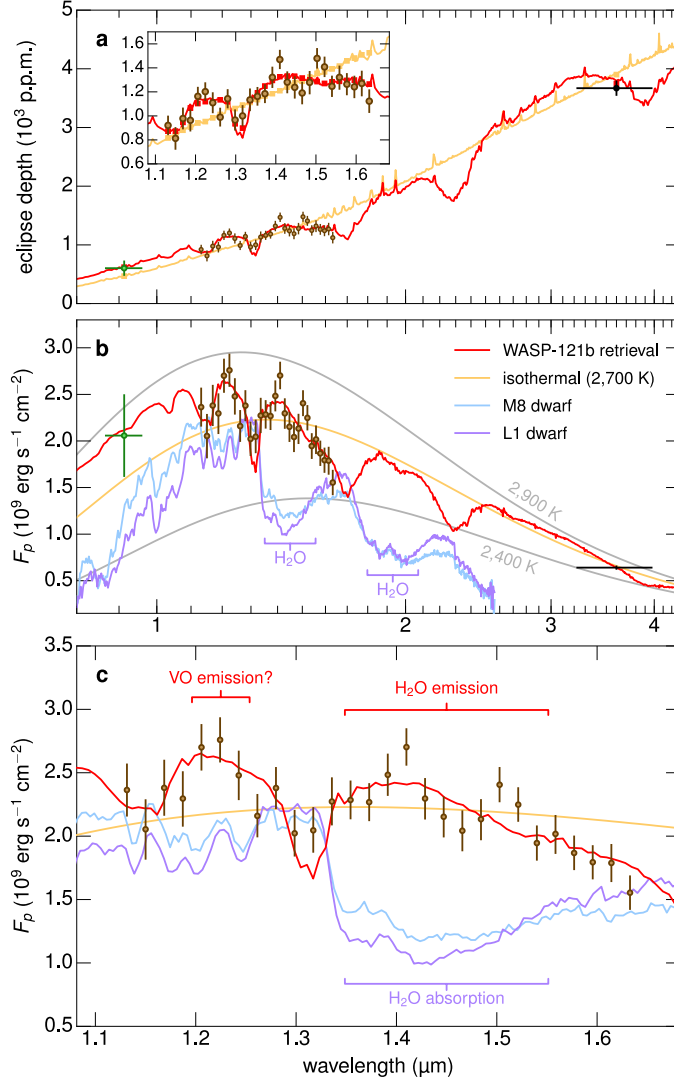 a
1.6
1.4
1.2
1.0
0.8
0.6
1.1 1.2 1.3 1.4 1.5 1.6
eclipse depth (10³ p.p.m.)
5
4
3
2
1
0
b
WASP-121b retrieval
isothermal (2,700 K)
M8 dwarf
L1 dwarf
2,900 K
2,400 K
H₂O
H₂O
Fₚ (10⁹ erg s⁻¹ cm⁻²)
3.0
2.5
2.0
1.5
1.0
0.5
1 2 3 4
c
VO emission?
H₂O emission
H₂O absorption
Fₚ (10⁹ erg s⁻¹ cm⁻²)
3.5
3.0
2.5
2.0
1.5
1.0
0.5
1.1 1.2 1.3 1.4 1.5 1.6
wavelength (μm)